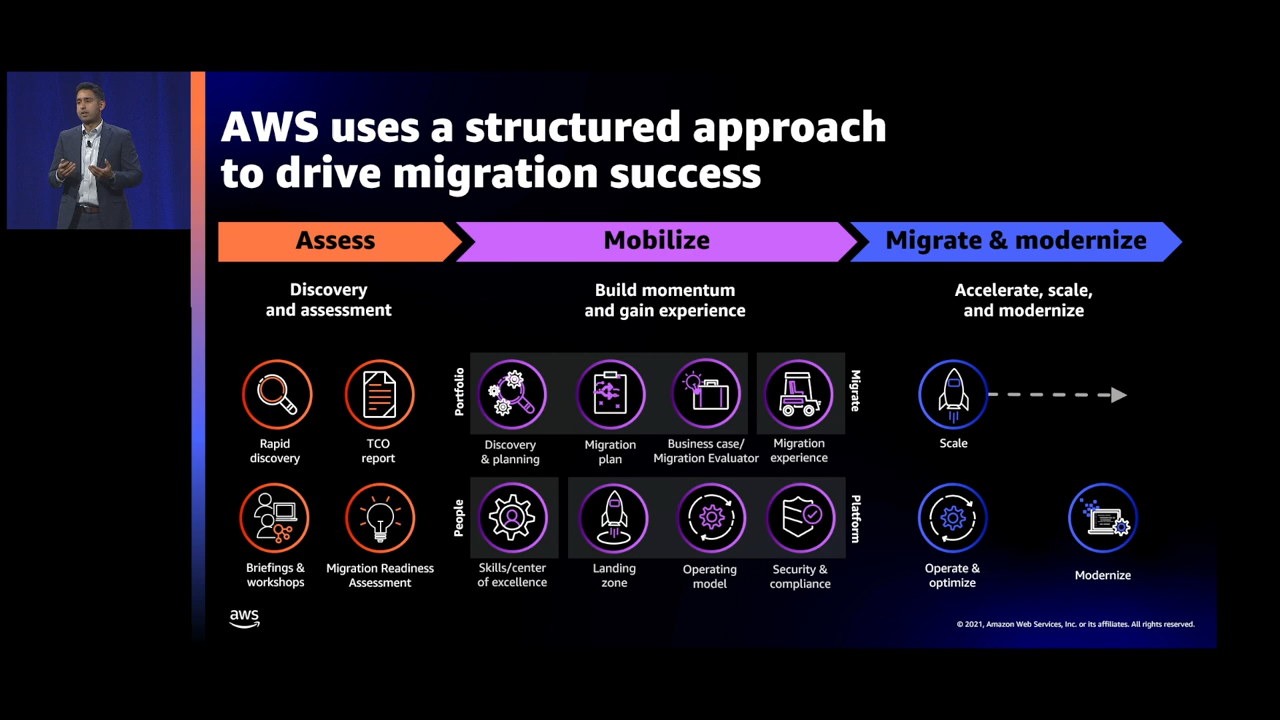 AWS uses a structured approach
to drive migration success
Assess
Mobilize
Migrate & modernize
Discovery
and assessment
Build momentum
and gain experience
Accelerate, scale,
and modernize
Portfolio
Migrate
Rapid
discovery
TCO
report
Discovery
& planning
Migration
plan
Business case/
Migration Evaluator
Migration
experience
Scale
People
Platform
Briefings &
workshops
Migration Readiness
Assessment
Skills/center
of excellence
Landing
zone
Operating
model
Security &
compliance
Operate &
optimize
Modernize
aws
© 2021, Amazon Web Services, Inc. or its affiliates. All rights reserved.